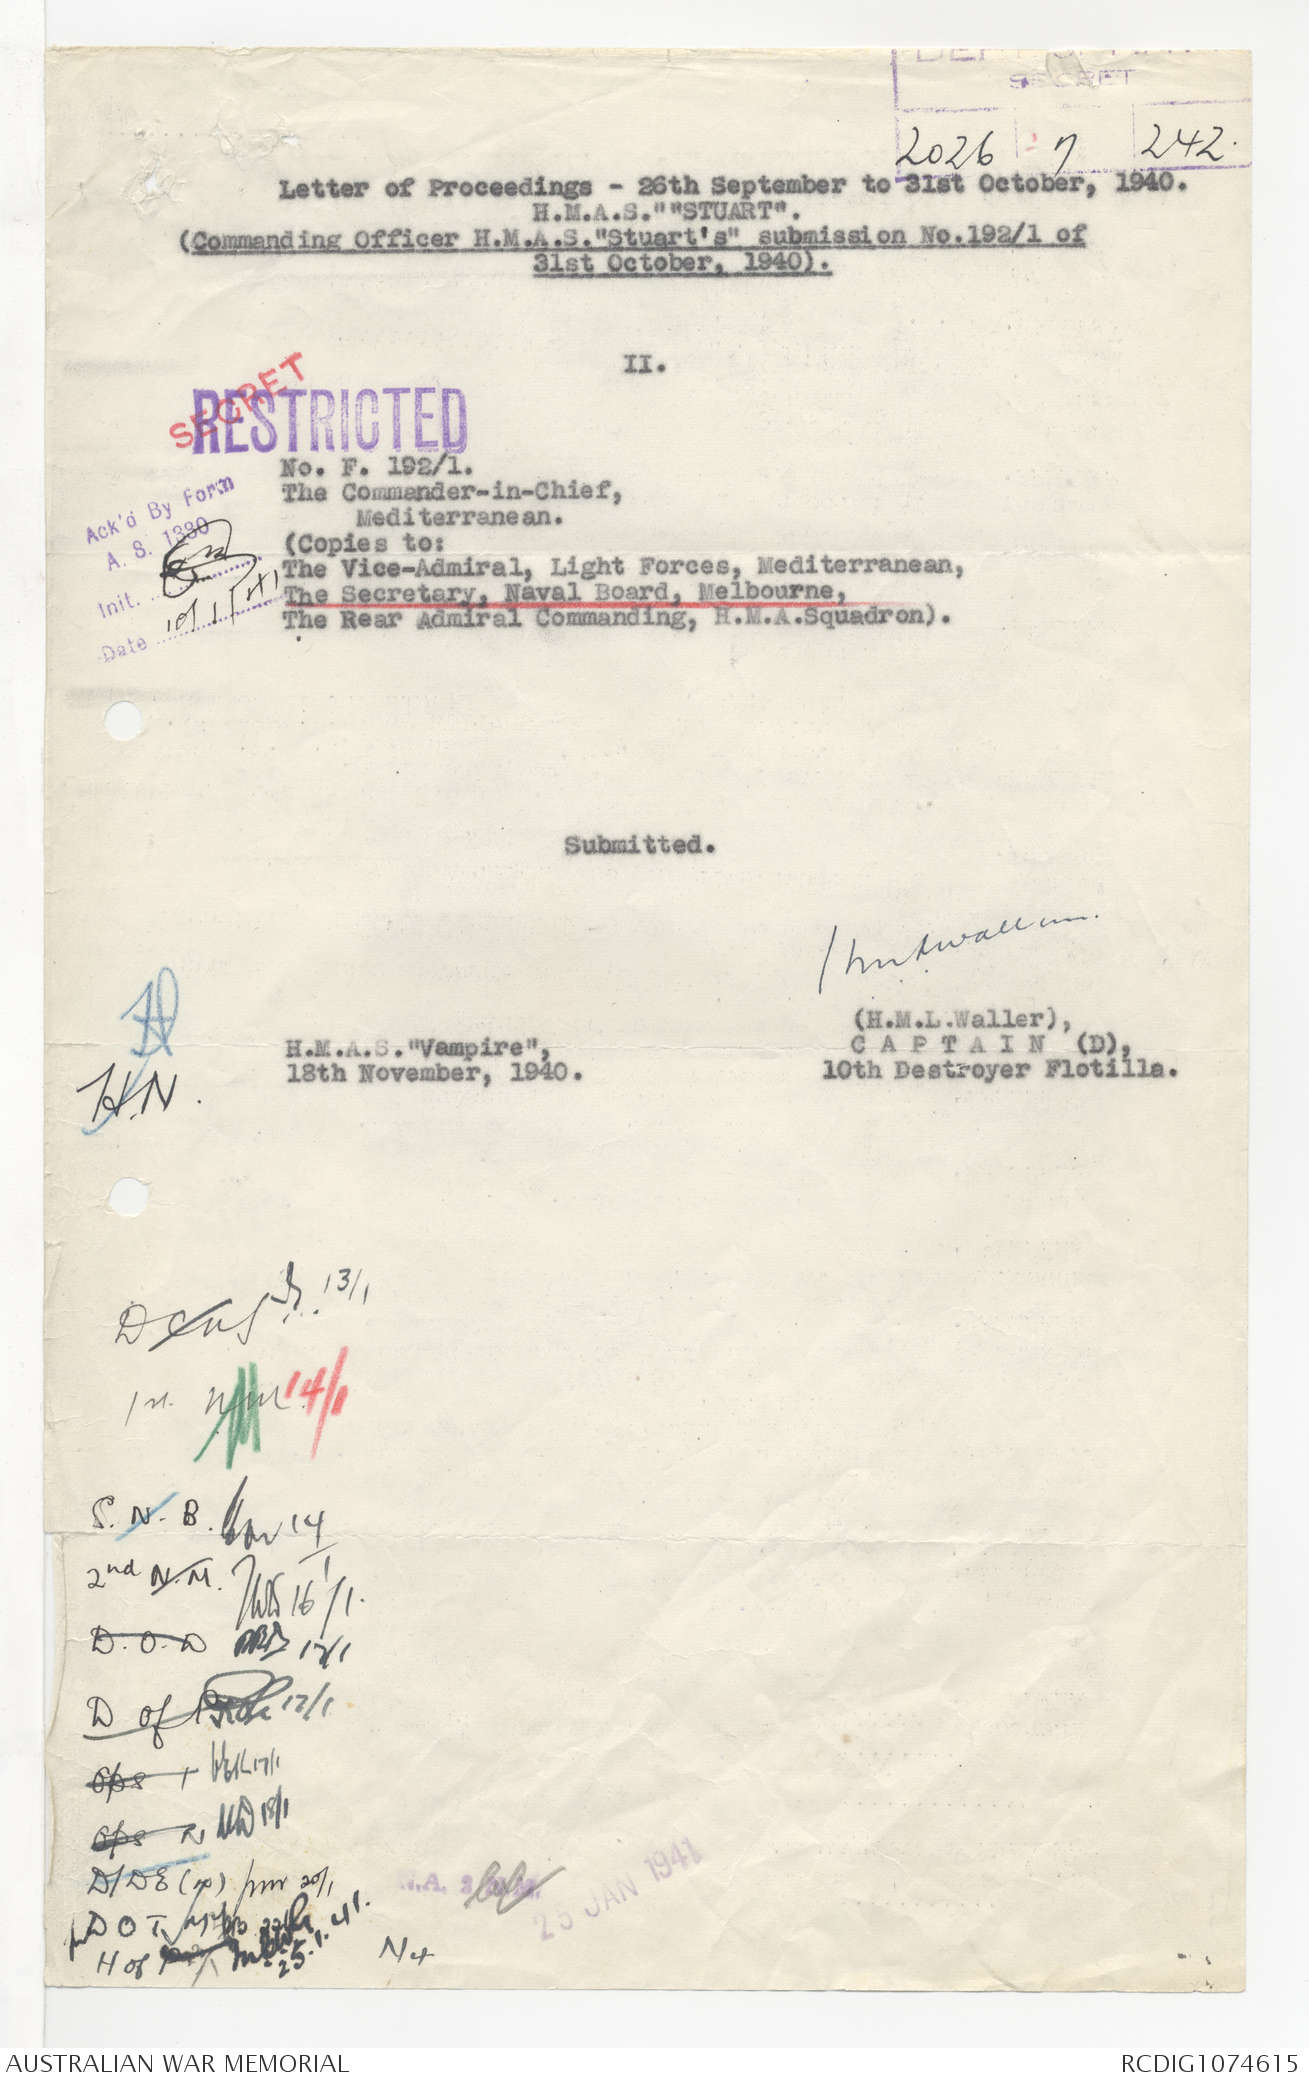 SECRET
2026 7 242.
Letter of Proceedings - 26th September to 31st October, 1940.
H.M.A.S.""STUART".
(Commanding Officer H.M.A.S."Stuart's" submission No.192/1 of
31st October, 1940).
II.
SECRET
RESTRICTED
No. F. 192/1.
The Commander-in-Chief,
Mediterranean.
(Copies to:
The Vice-Admiral, Light Forces, Mediterranean,
The Secretary, Naval Board, Melbourne,
The Rear Admiral Commanding, H.M.A.Squadron).
Ack'd By Form
A. S. 1380
Init.
Date
Submitted.
(H.M.L.Waller),
C A P T A I N (D),
10th Destroyer Flotilla.
H.M.A.S."Vampire",
18th November, 1940.
H.N.
13/1
14/1
S. N. B. 14/1
2nd N.M. 16/1.
D. O. D 17/1
D of 17/1
Ops 17/1
Ops 18/1
D/DE 20/1
D O T
H of 25.1.41.
N.A.
25 JAN 1941
AUSTRALIAN WAR MEMORIAL
RCDIG1074615